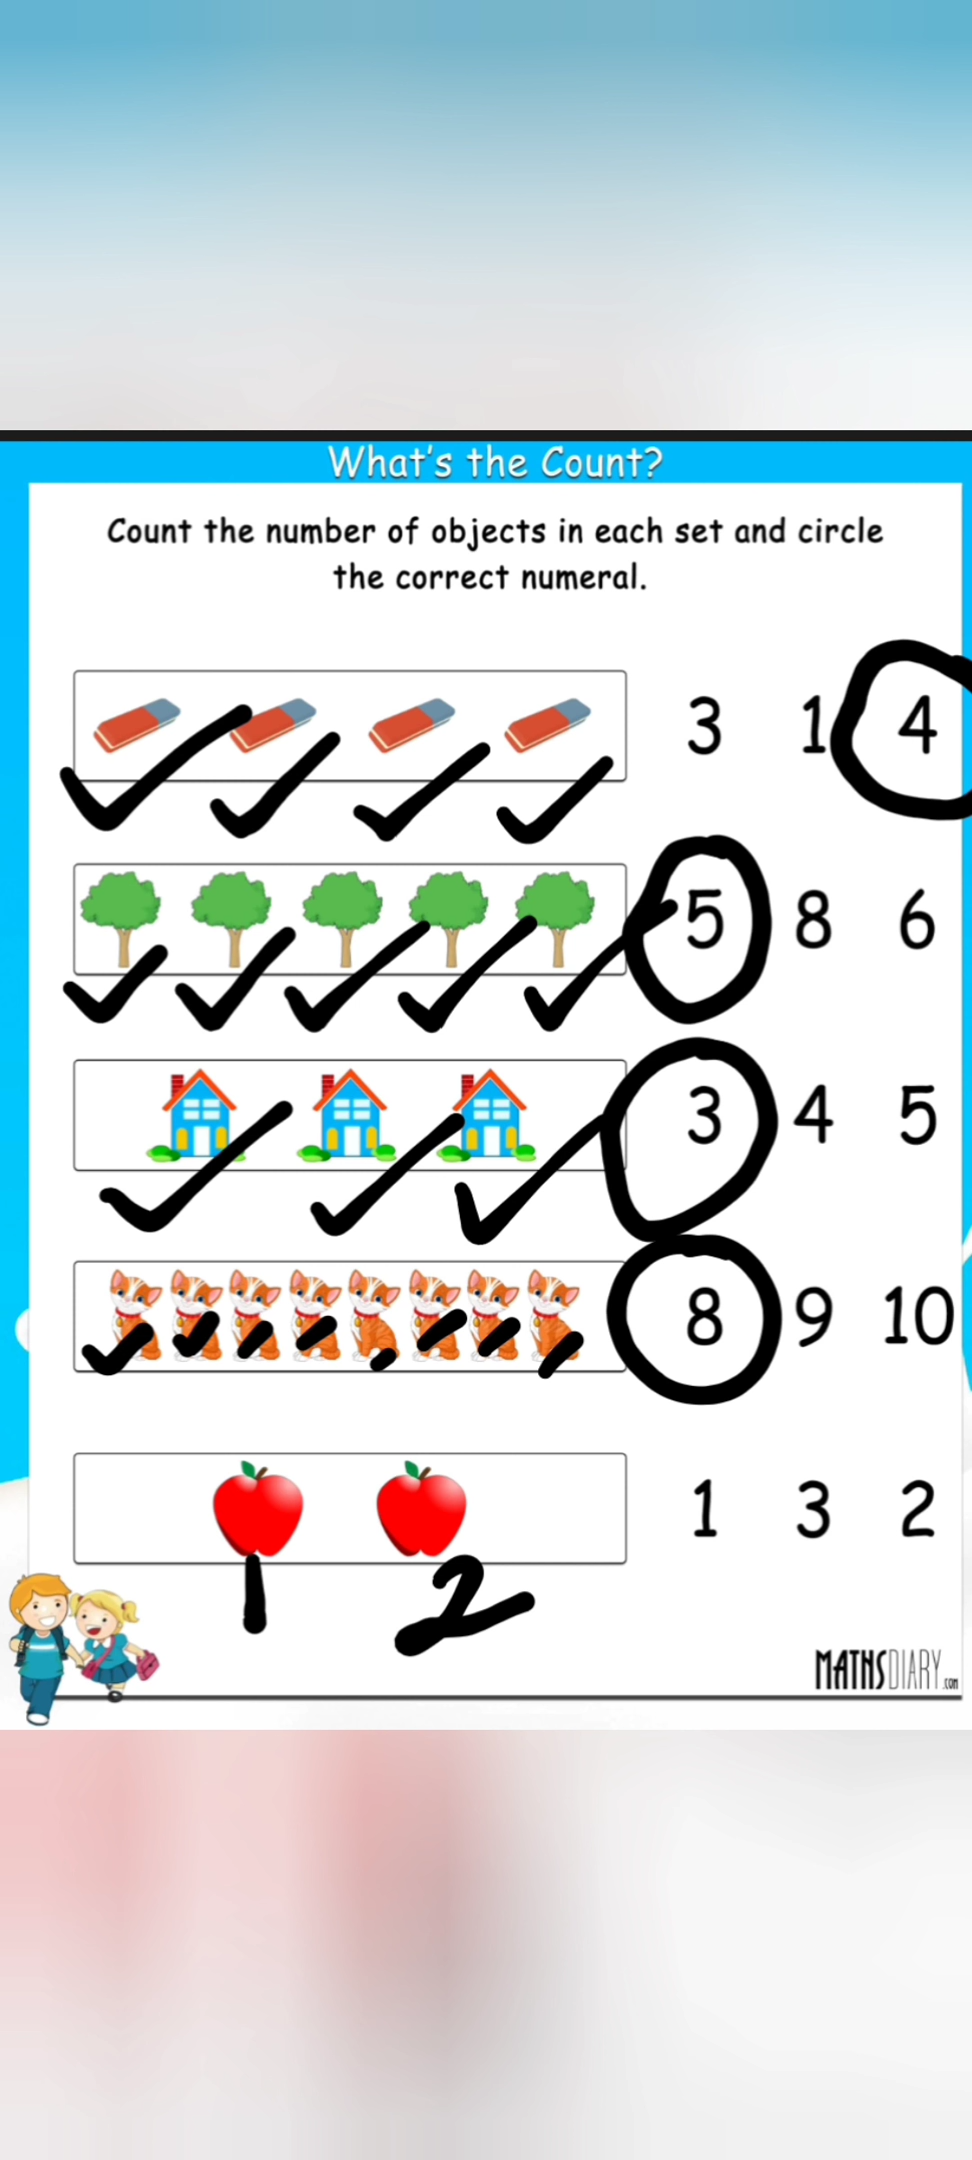 What's the Count?
Count the number of objects in each set and circle
the correct numeral.
3 1 4
5 8 6
3 4 5
8 9 10
1 3 2
1 2
MATHSDIARY.com